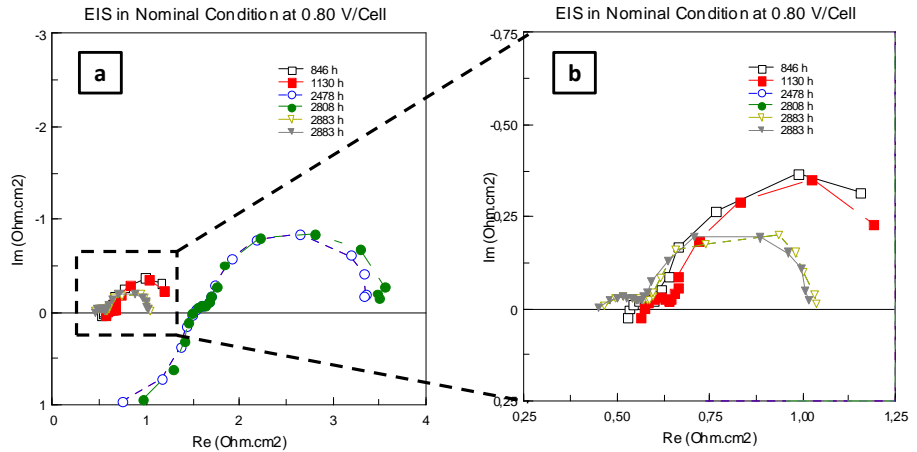 EIS in Nominal Condition at 0.80 V/Cell
a
846 h
1130 h
2478 h
2808 h
2883 h
2883 h
-3
-2
-1
0
1
0
1
2
3
4
Im (Ohm.cm2)
Re (Ohm.cm2)
EIS in Nominal Condition at 0.80 V/Cell
b
846 h
1130 h
2478 h
2808 h
2883 h
2883 h
-0,75
-0,50
-0,25
0
0,25
0,25
0,50
0,75
1,00
1,25
Im (Ohm.cm2)
Re (Ohm.cm2)